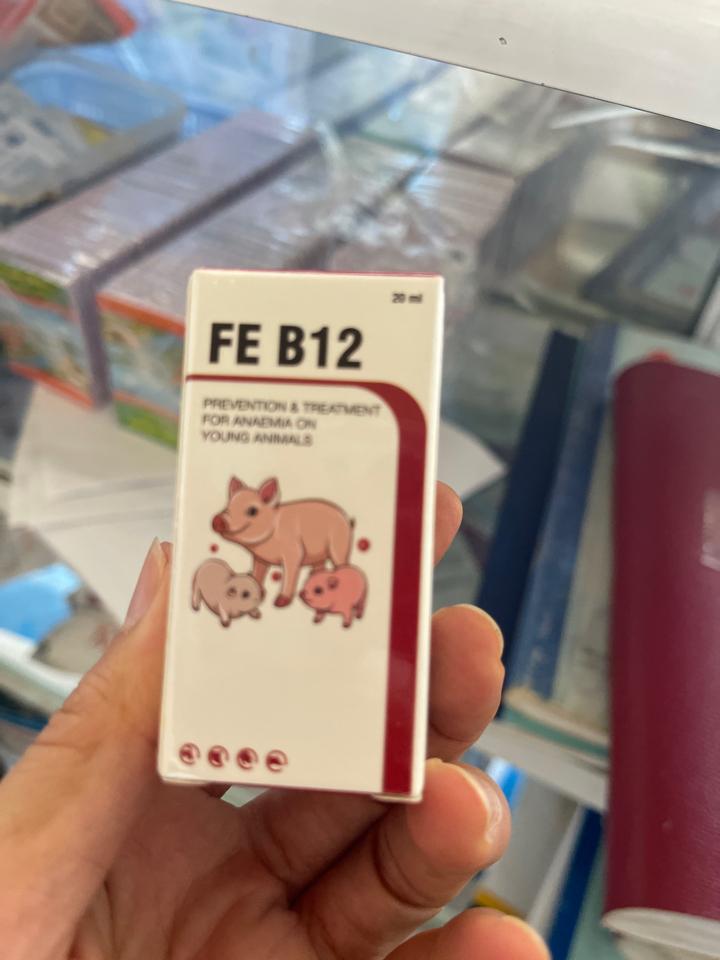 20 ml
FE B12
PREVENTION & TREATMENT
FOR ANAEMIA ON
YOUNG ANIMALS